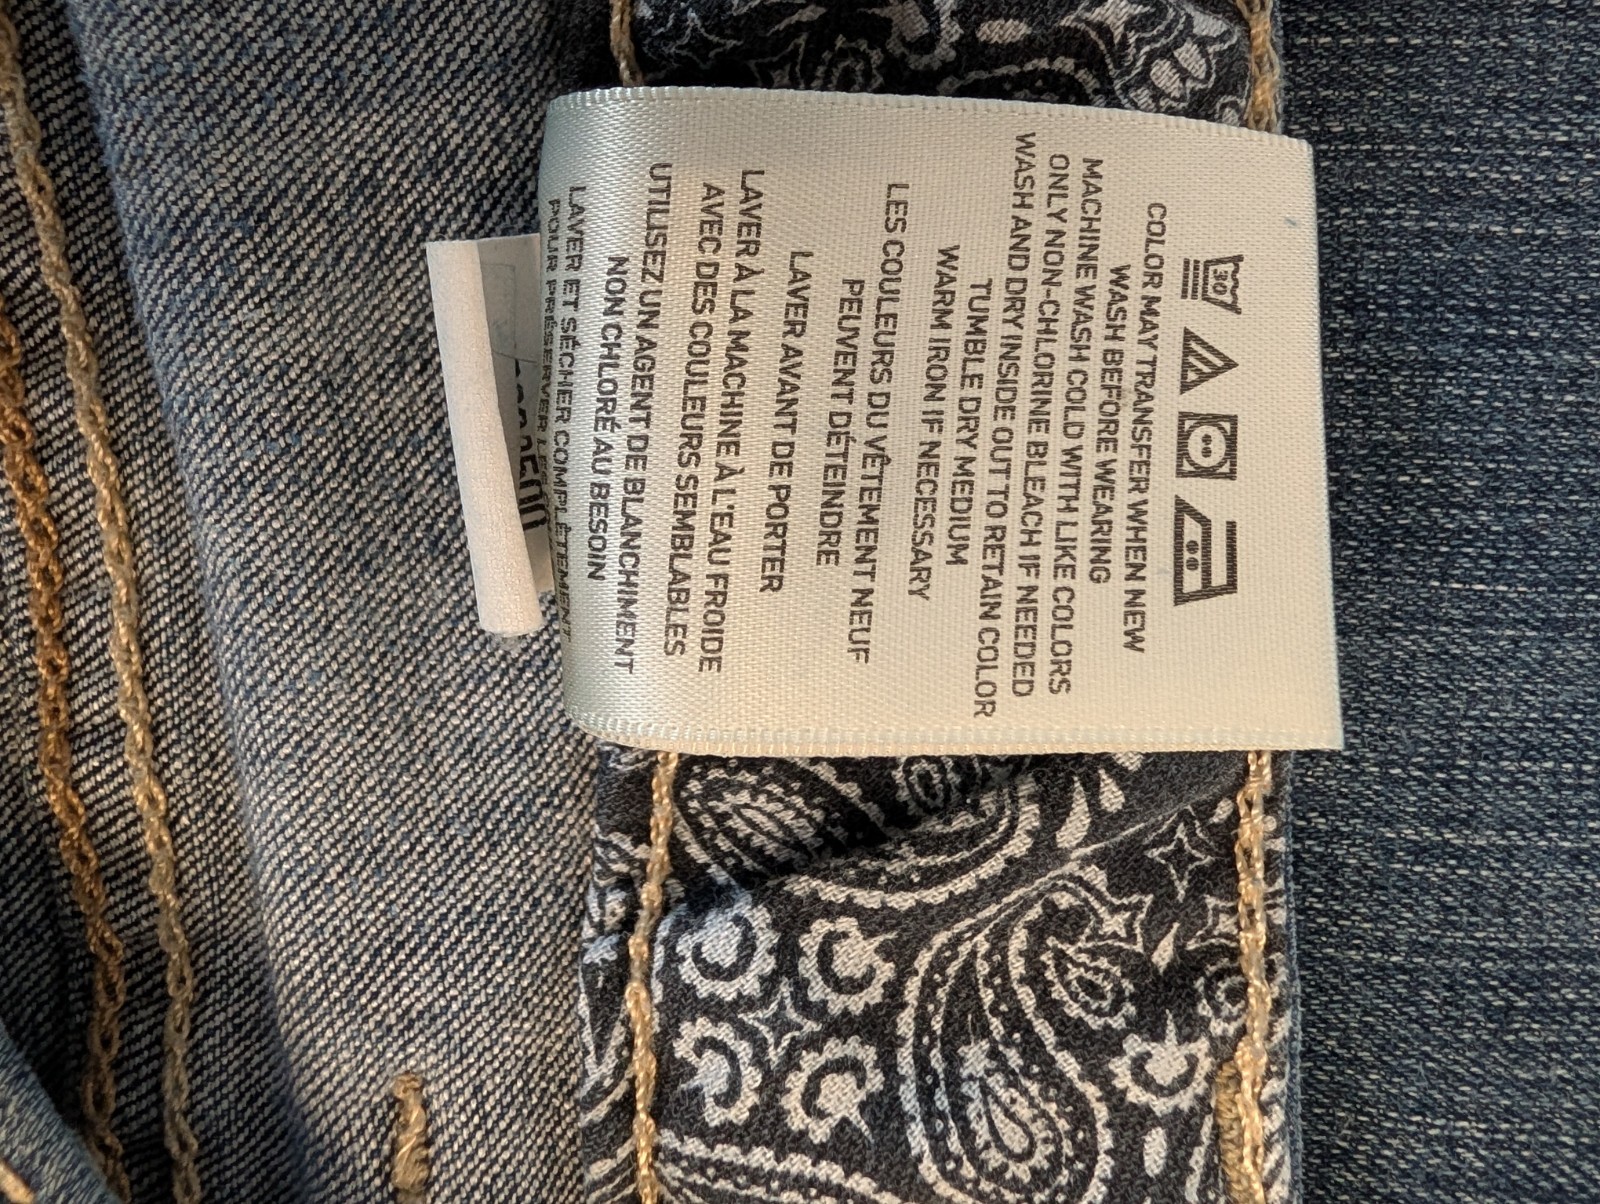 30
COLOR MAY TRANSFER WHEN NEW
WASH BEFORE WEARING
MACHINE WASH COLD WITH LIKE COLORS
ONLY NON-CHLORINE BLEACH IF NEEDED
WASH AND DRY INSIDE OUT TO RETAIN COLOR
TUMBLE DRY MEDIUM
WARM IRON IF NECESSARY
LES COULEURS DU VÊTEMENT NEUF
PEUVENT DÉTEINDRE
LAVER AVANT DE PORTER
LAVER À LA MACHINE À L'EAU FROIDE
AVEC DES COULEURS SEMBLABLES
UTILISEZ UN AGENT DE BLANCHIMENT
NON CHLORÉ AU BESOIN
LAVER ET SÉCHER COMPLÈTEMENT
POUR PRÉSERVER